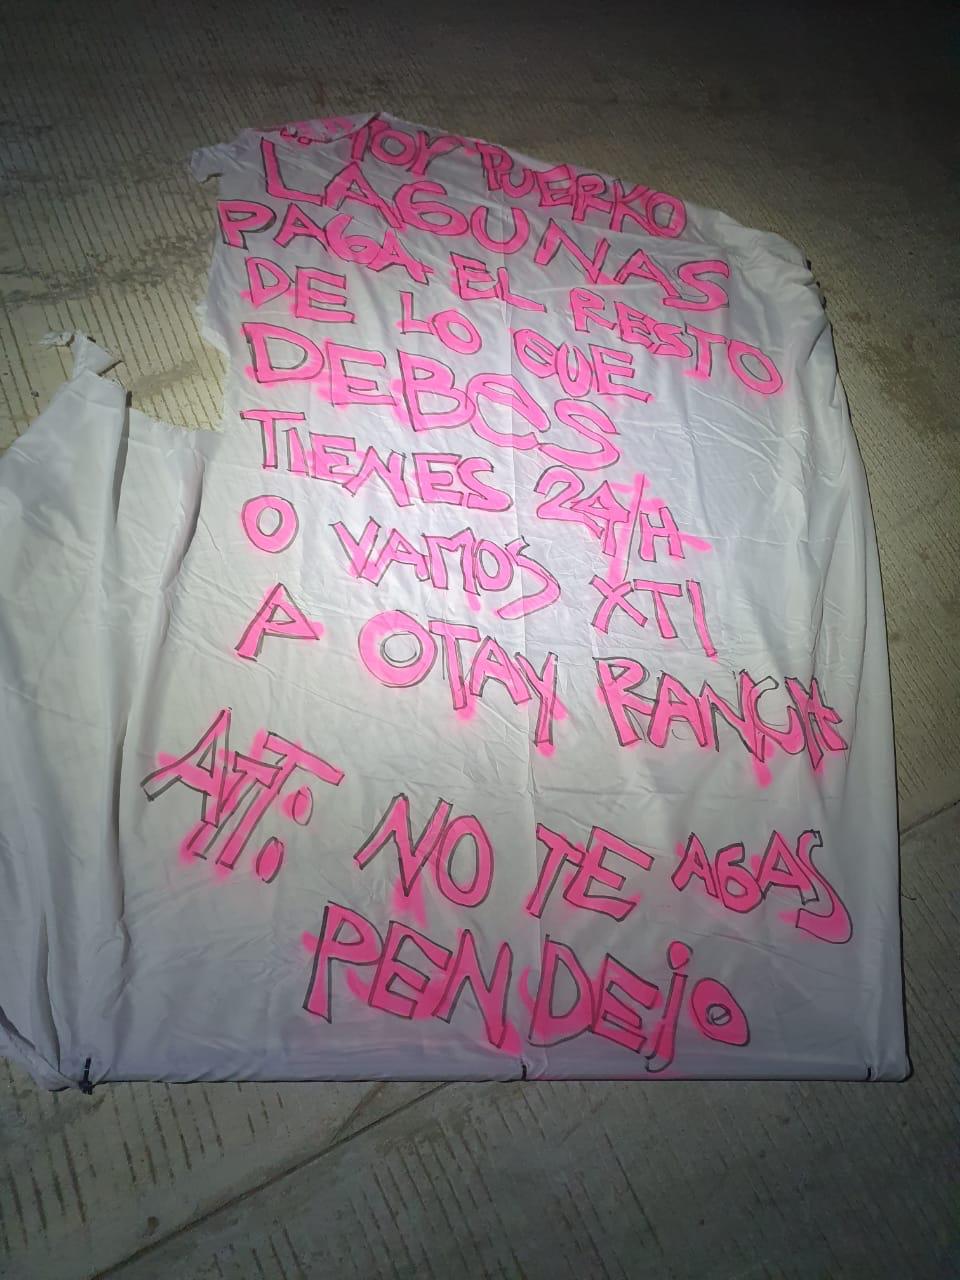 PUERKO
LAGUNAS
PAGA EL RESTO
DE LO QUE
DEBES
TIENES 24/H
O VAMOS XTI
A OTAY RANCH
ATT: NO TE AGAS
PENDEJO